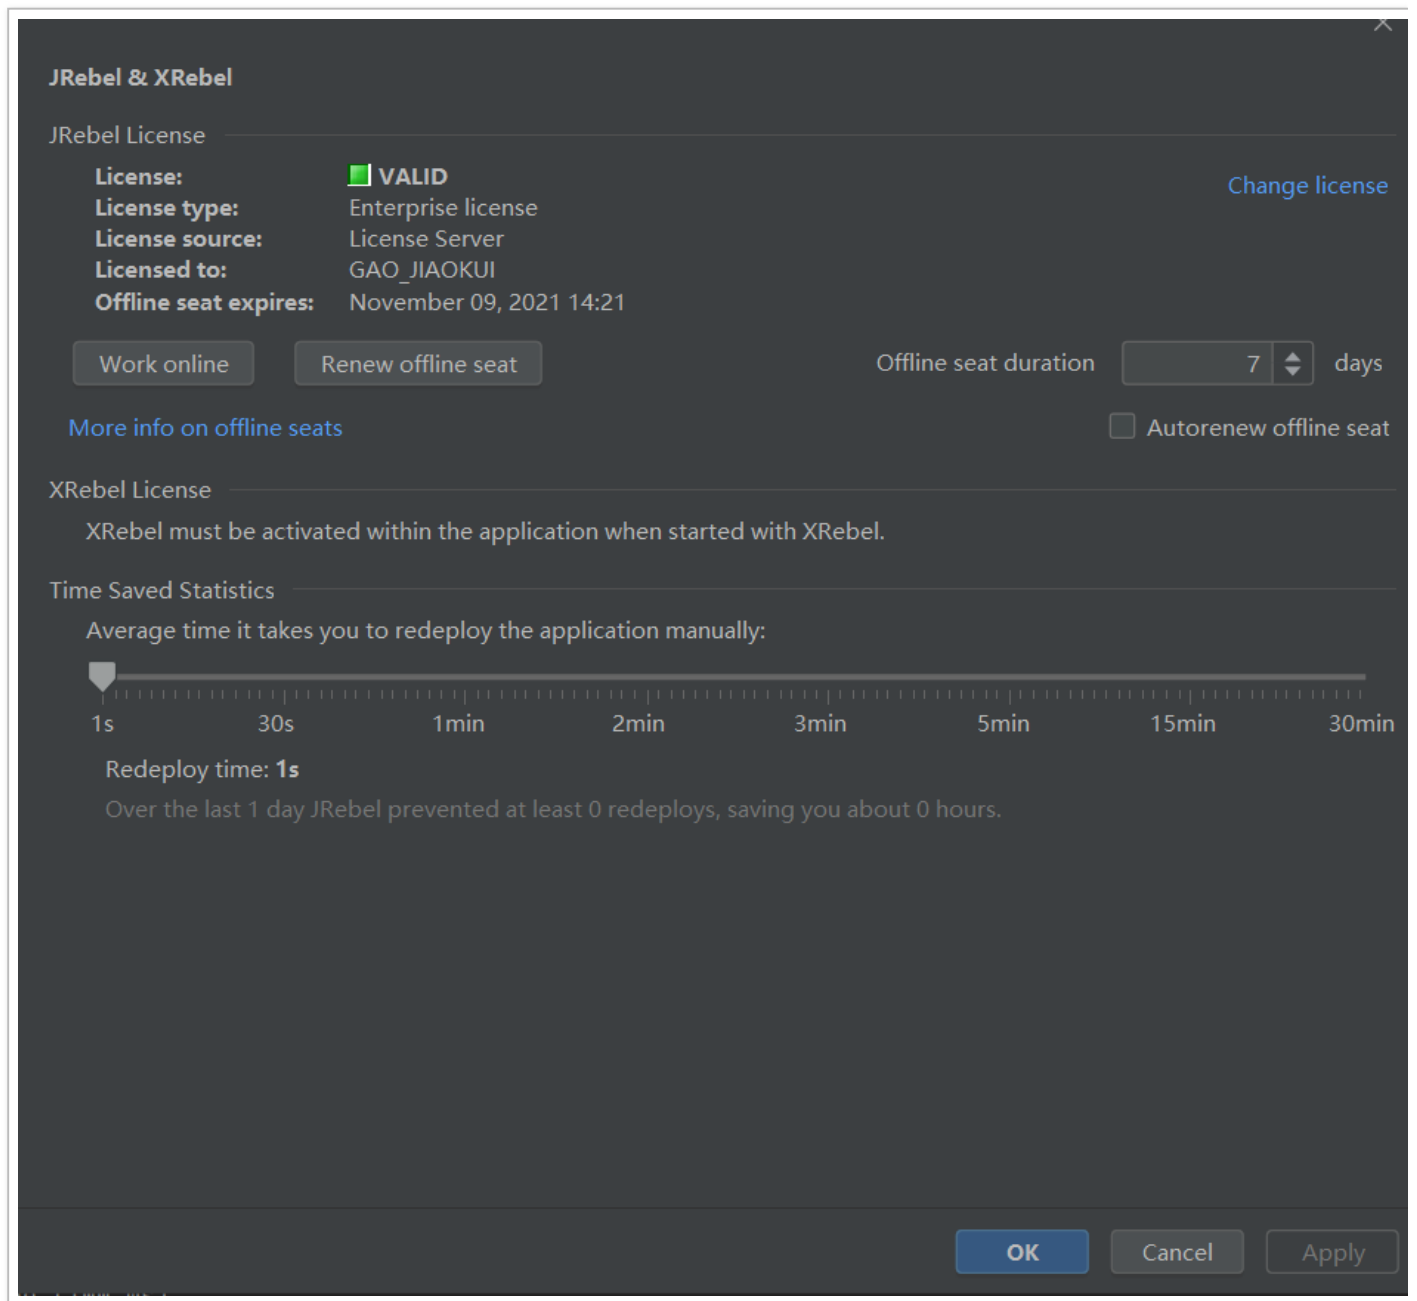 JRebel & XRebel
JRebel License
License: VALID
Change license
License type: Enterprise license
License source: License Server
Licensed to: GAO_JIAOKUI
Offline seat expires: November 09, 2021 14:21
Work online Renew offline seat Offline seat duration 7 days
More info on offline seats Autorenew offline seat
XRebel License
XRebel must be activated within the application when started with XRebel.
Time Saved Statistics
Average time it takes you to redeploy the application manually:
1s 30s 1min 2min 3min 5min 15min 30min
Redeploy time: 1s
Over the last 1 day JRebel prevented at least 0 redeploys, saving you about 0 hours.
OK Cancel Apply